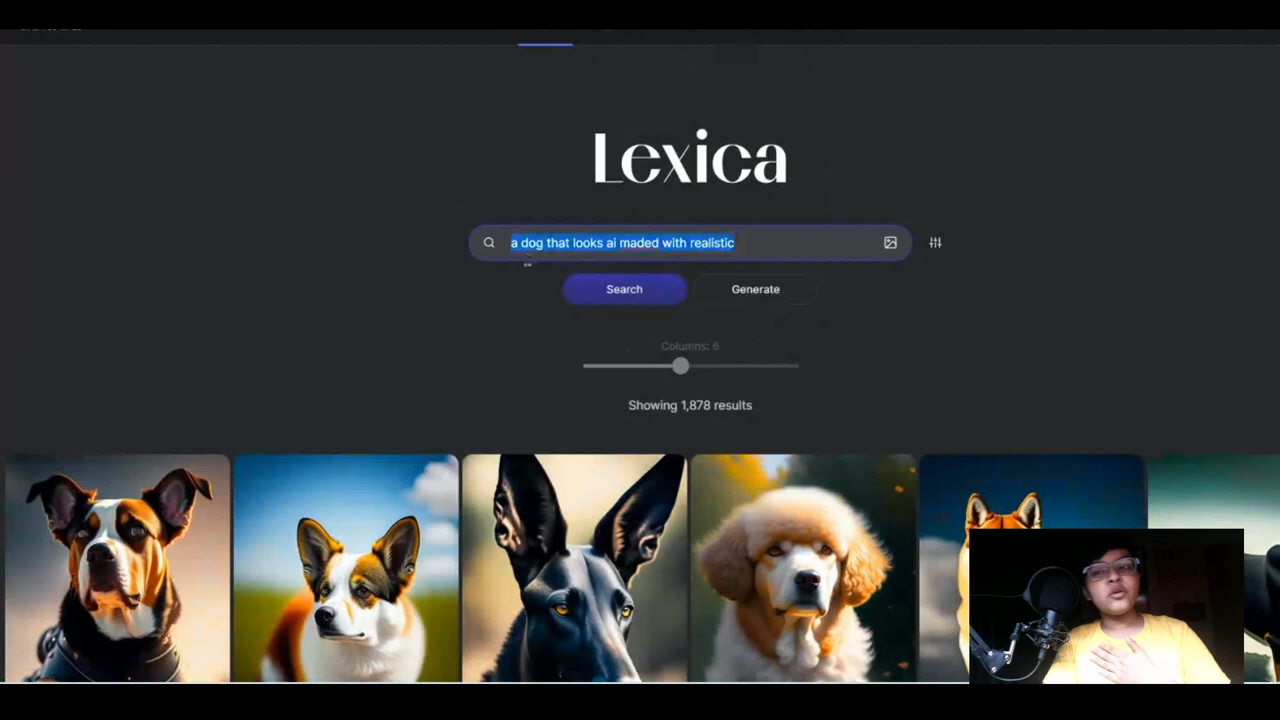 Lexica
a dog that looks ai maded with realistic
Search
Generate
Columns: 6
Showing 1,878 results